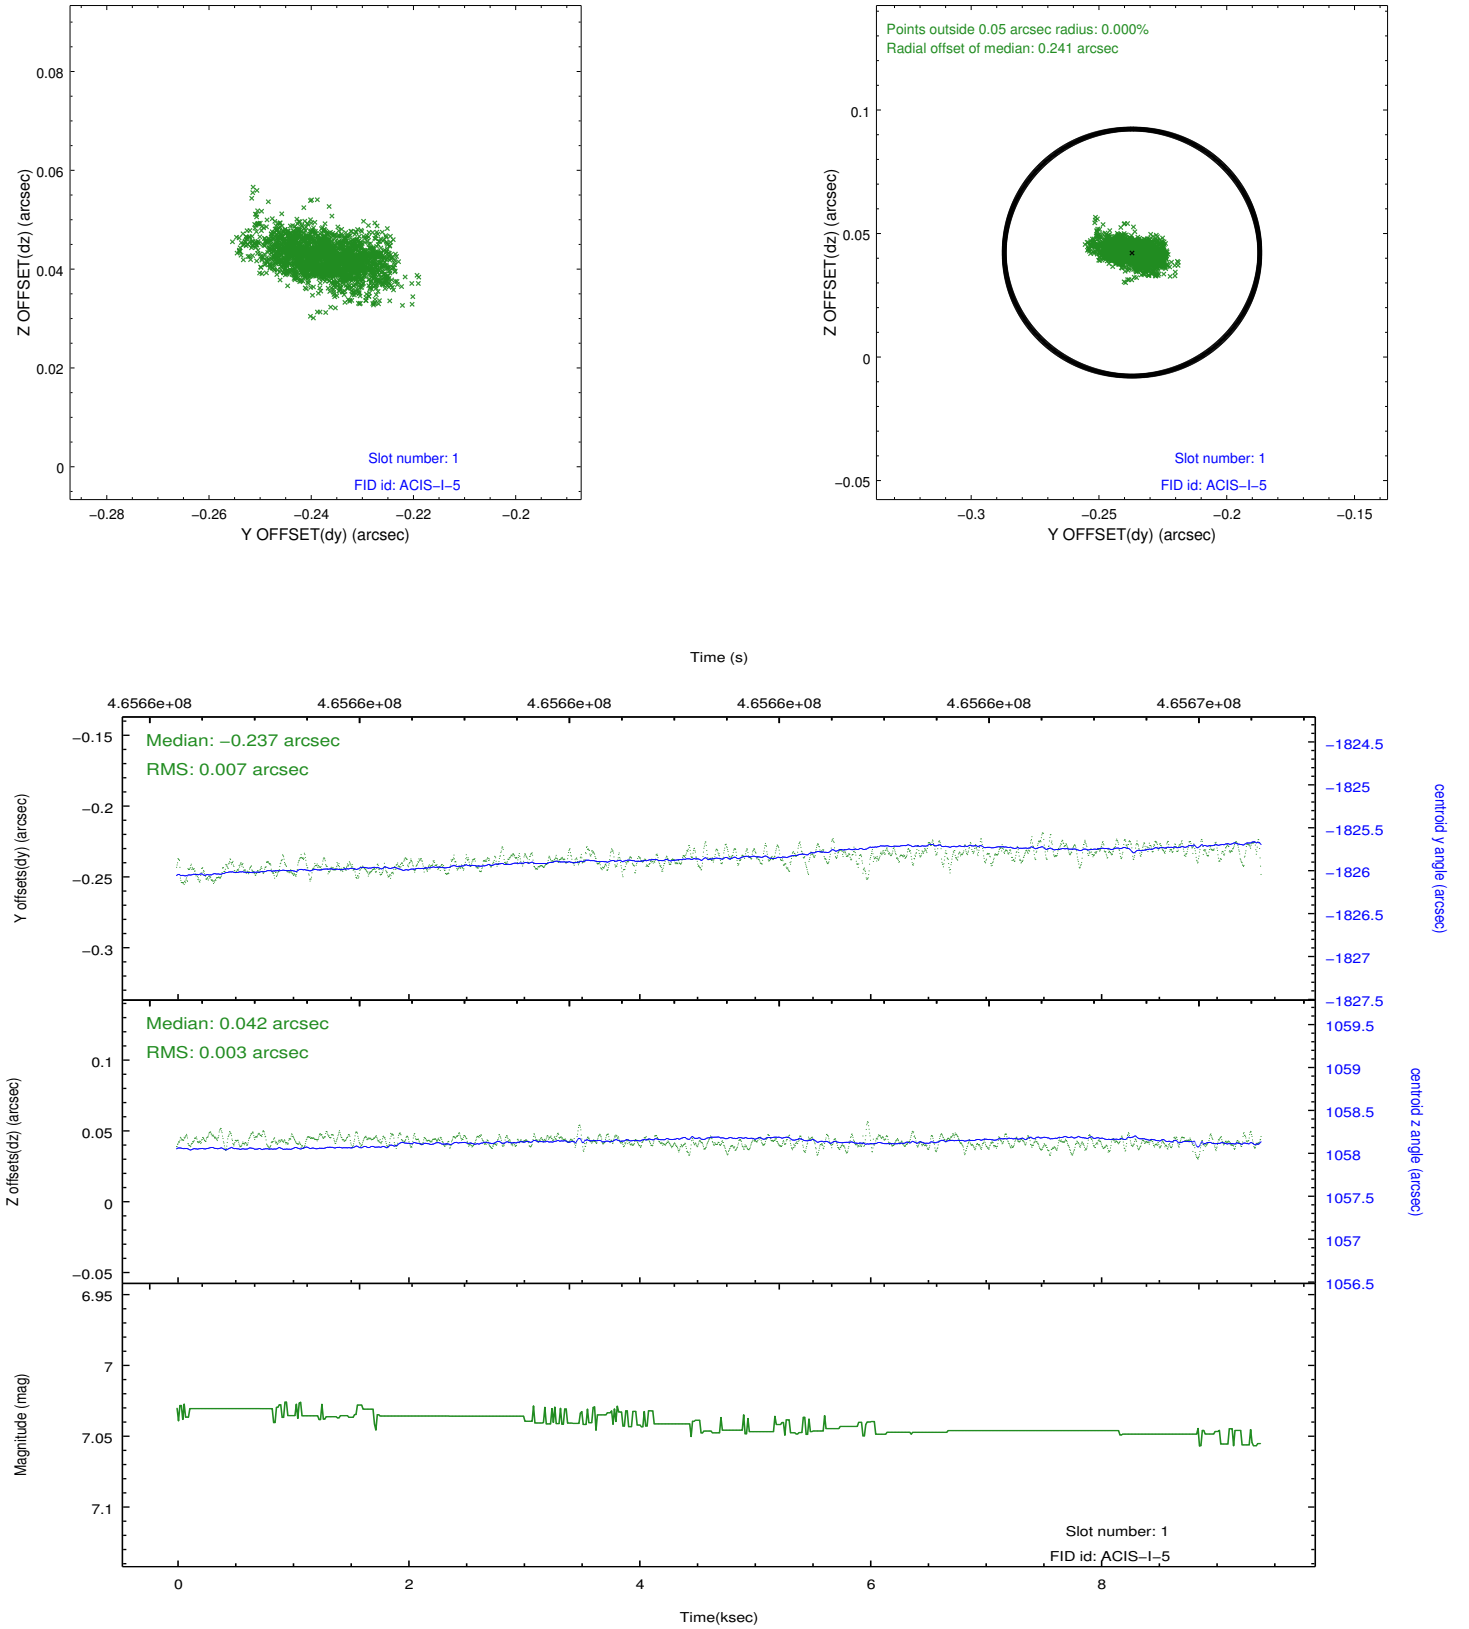 0.08
0.06
0.04
0.02
0
Z OFFSET(dz) (arcsec)
Slot number: 1
FID id: ACIS−I−5
−0.28
−0.26
−0.24
−0.22
−0.2
Y OFFSET(dy) (arcsec)
Points outside 0.05 arcsec radius: 0.000%
Radial offset of median: 0.241 arcsec
0.1
0.05
0
−0.05
Z OFFSET(dz) (arcsec)
Slot number: 1
FID id: ACIS−I−5
−0.3
−0.25
−0.2
−0.15
Y OFFSET(dy) (arcsec)
Time (s)
4.6566e+08
4.6566e+08
4.6566e+08
4.6566e+08
4.6566e+08
4.6567e+08
Median: −0.237 arcsec
RMS: 0.007 arcsec
−0.15
−0.2
−0.25
−0.3
Y offsets(dy) (arcsec)
−1824.5
−1825
−1825.5
−1826
−1826.5
−1827
−1827.5
centroid y angle (arcsec)
Median: 0.042 arcsec
RMS: 0.003 arcsec
0.1
0.05
0
−0.05
Z offsets(dz) (arcsec)
1059.5
1059
1058.5
1058
1057.5
1057
1056.5
centroid z angle (arcsec)
6.95
7
7.05
7.1
Magnitude (mag)
Slot number: 1
FID id: ACIS−I−5
0
2
4
6
8
Time(ksec)